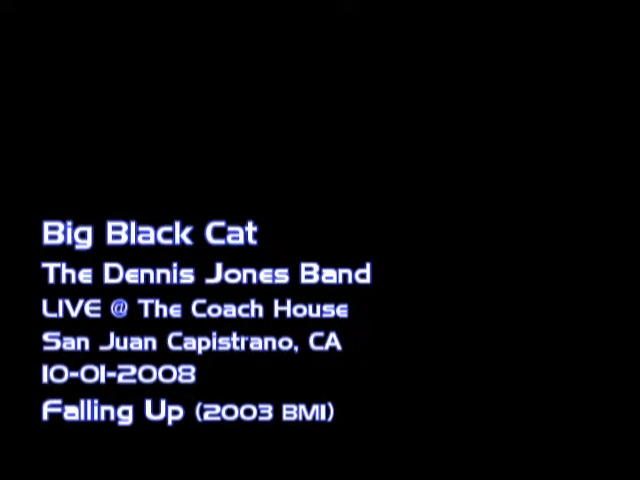 Big Black Cat
The Dennis Jones Band
LIVE @ The Coach House
San Juan Capistrano, CA
10-01-2008
Falling Up (2003 BMI)